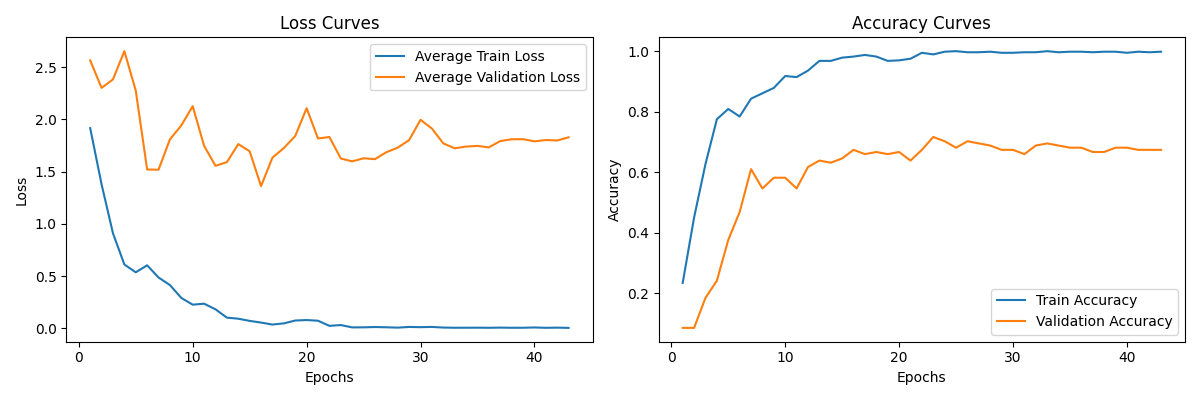 Loss Curves
Average Train Loss
Average Validation Loss
2.5
2.0
1.5
1.0
0.5
0.0
Loss
0
10
20
30
40
Epochs
Accuracy Curves
1.0
0.8
0.6
0.4
0.2
Accuracy
Train Accuracy
Validation Accuracy
0
10
20
30
40
Epochs